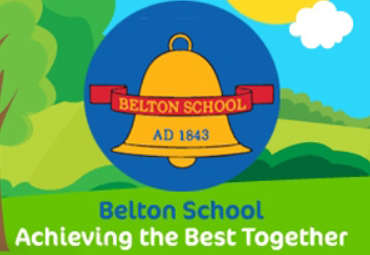 BELTON SCHOOL
AD 1843
Belton School
Achieving the Best Together